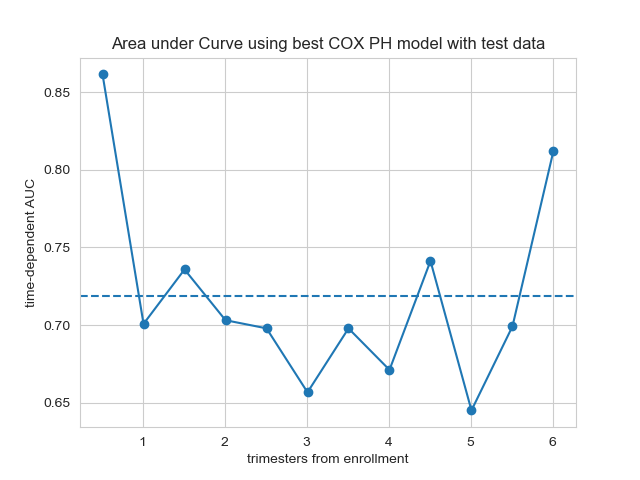 Area under Curve using best COX PH model with test data
0.85
0.80
0.75
0.70
0.65
time-dependent AUC
1 2 3 4 5 6
trimesters from enrollment